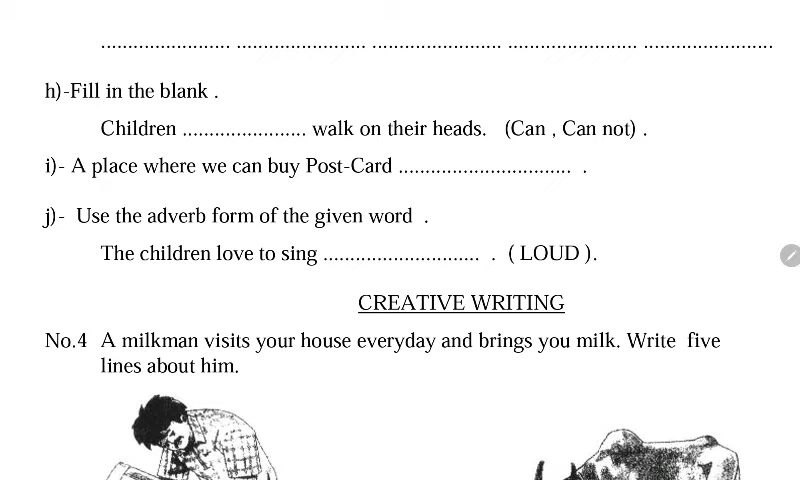 ......................... ......................... ......................... ......................... .........................
h)-Fill in the blank .
Children ....................... walk on their heads. (Can , Can not) .
i)- A place where we can buy Post-Card ................................ .
j)- Use the adverb form of the given word .
The children love to sing ............................. . ( LOUD ).
CREATIVE WRITING
No.4 A milkman visits your house everyday and brings you milk. Write five
lines about him.